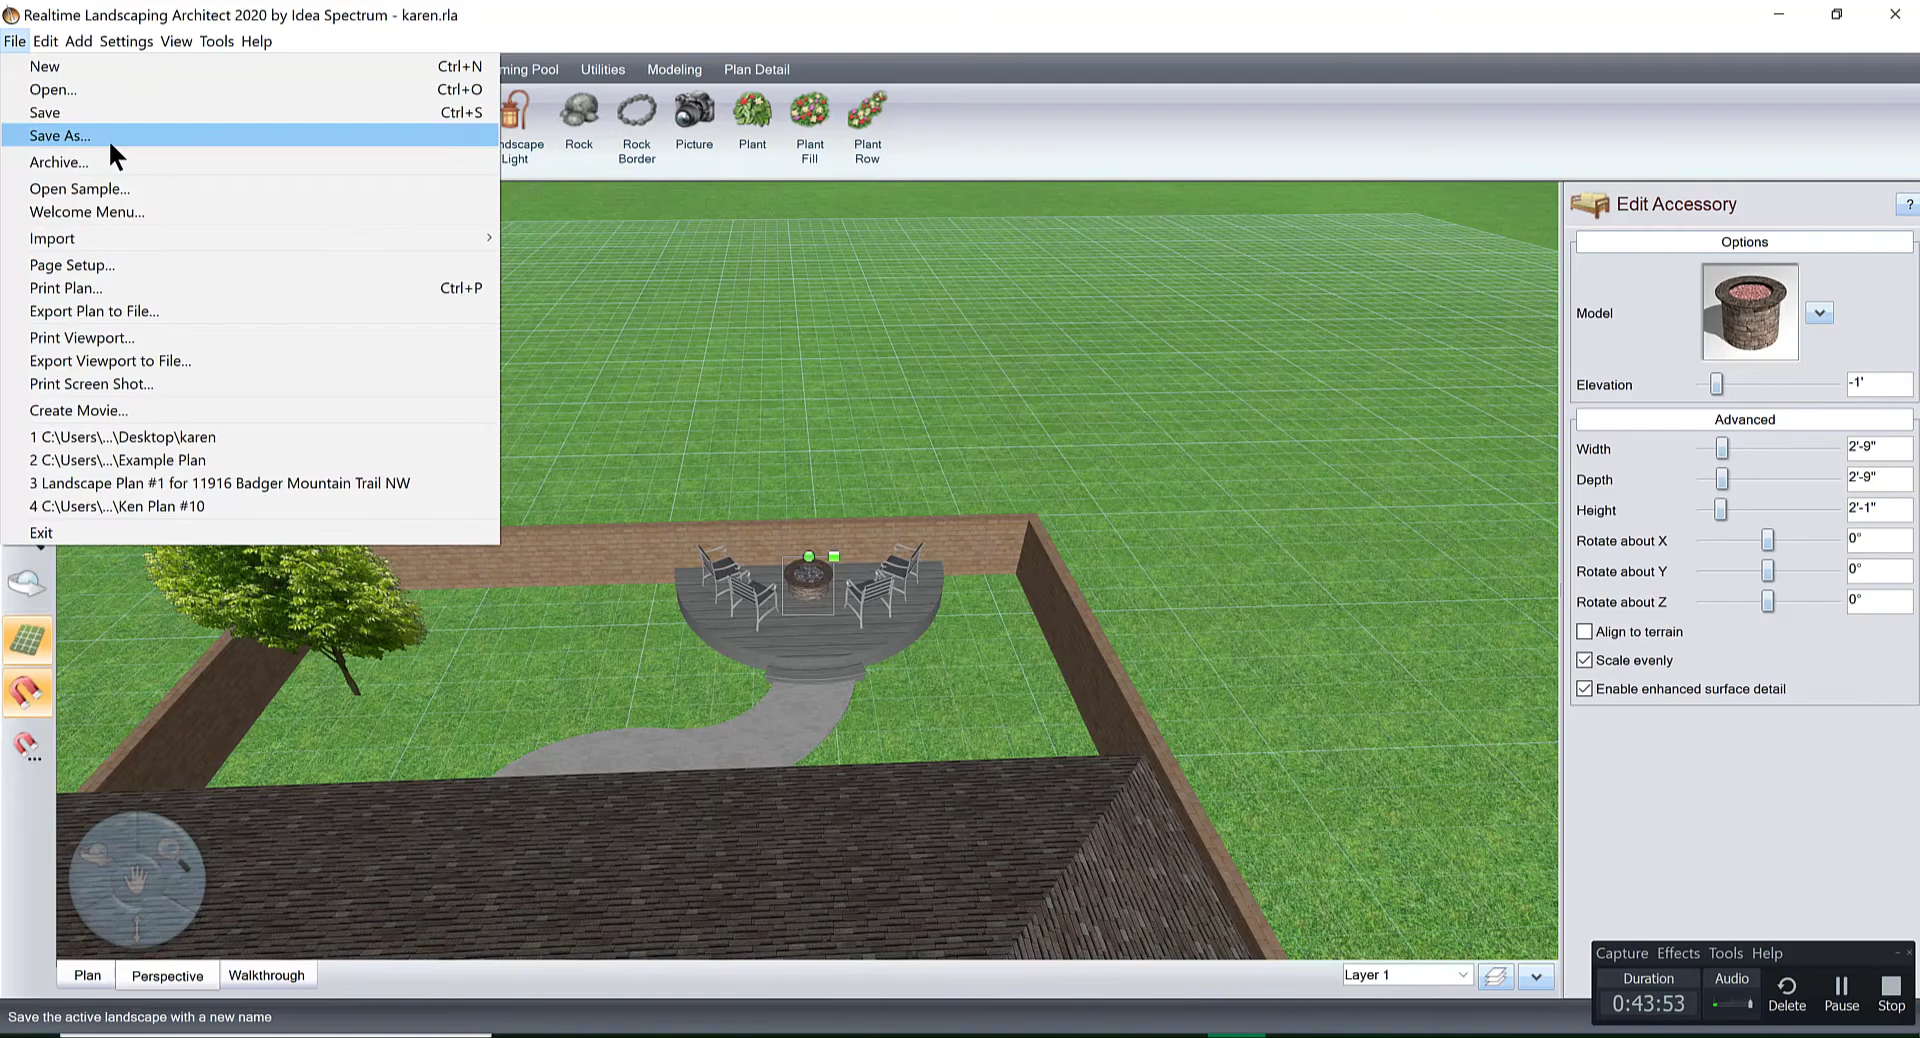 Realtime Landscaping Architect 2020 by Idea Spectrum - karen.rla
File Edit Add Settings View Tools Help
New Ctrl+N
Open... Ctrl+O
Save Ctrl+S
Save As...
Archive...
Open Sample...
Welcome Menu...
Import
Page Setup...
Print Plan... Ctrl+P
Export Plan to File...
Print Viewport...
Export Viewport to File...
Print Screen Shot...
Create Movie...
1 C:\Users\...\Desktop\karen
2 C:\Users\...\Example Plan
3 Landscape Plan #1 for 11916 Badger Mountain Trail NW
4 C:\Users\...\Ken Plan #10
Exit
ming Pool Utilities Modeling Plan Detail
ndscape Light
Rock
Rock Border
Picture
Plant
Plant Fill
Plant Row
Edit Accessory ?
Options
Model
Elevation -1'
Advanced
Width 2'-9"
Depth 2'-9"
Height 2'-1"
Rotate about X 0°
Rotate about Y 0°
Rotate about Z 0°
Align to terrain
Scale evenly
Enable enhanced surface detail
Plan Perspective Walkthrough
Layer 1
Save the active landscape with a new name
Capture Effects Tools Help
Duration Audio
0:43:53 Delete Pause Stop